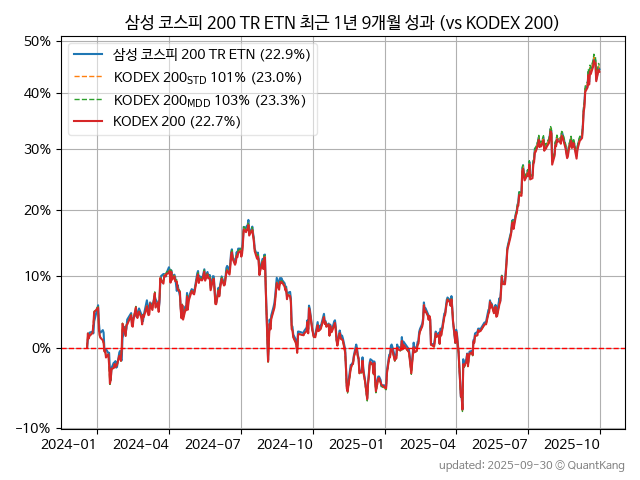 삼성 코스피 200 TR ETN 최근 1년 9개월 성과 (vs KODEX 200)
50%
40%
30%
20%
10%
0%
−10%
삼성 코스피 200 TR ETN (22.9%)
KODEX 200STD 101% (23.0%)
KODEX 200MDD 103% (23.3%)
KODEX 200 (22.7%)
2024-01 2024-04 2024-07 2024-10 2025-01 2025-04 2025-07 2025-10
updated: 2025-09-30 © QuantKang